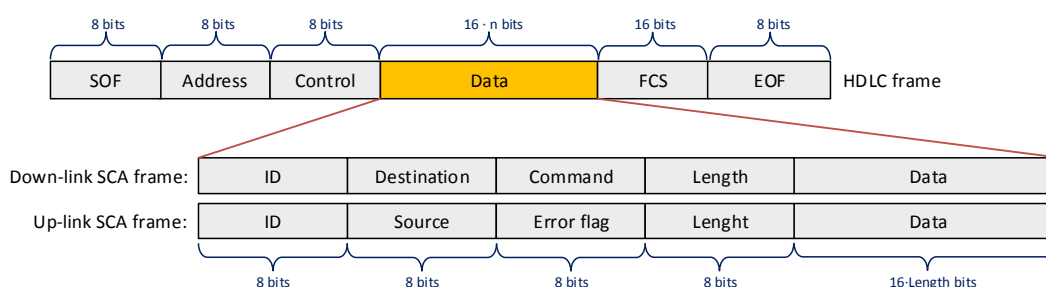 8 bits 8 bits 8 bits 16 · n bits 16 bits 8 bits
SOF Address Control Data FCS EOF HDLC frame
Down-link SCA frame: ID Destination Command Length Data
Up-link SCA frame: ID Source Error flag Lenght Data
8 bits 8 bits 8 bits 8 bits 16·Length bits